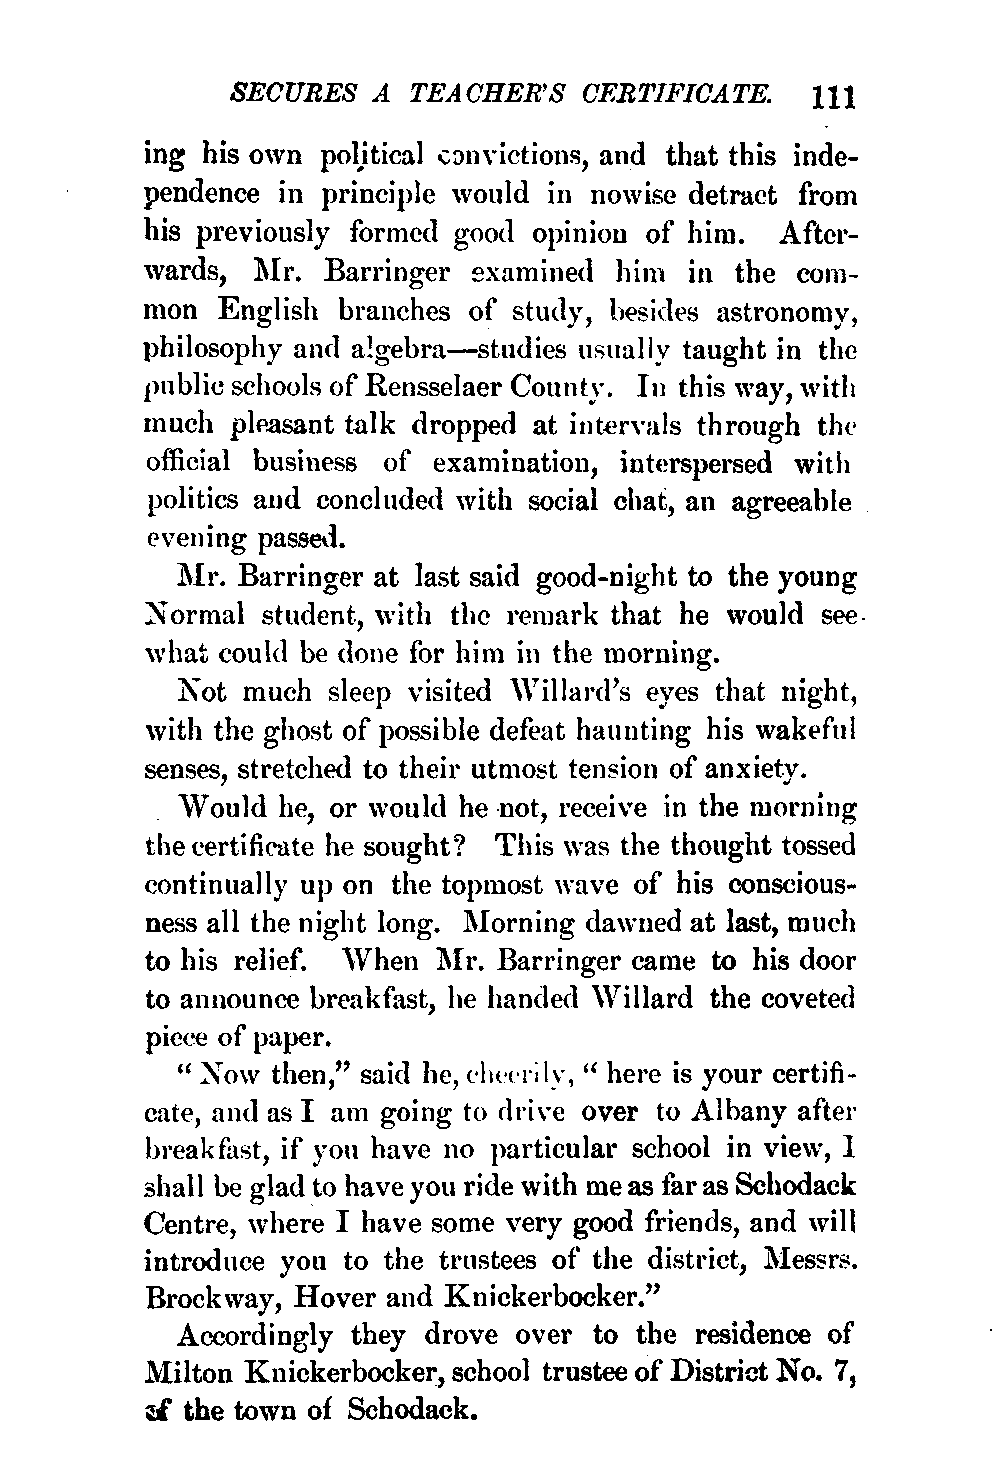 SECURES A TEACHER'S CERTIFICATE. 111
ing his own political convictions, and that this inde-
pendence in principle would in nowise detract from
his previously formed good opinion of him. After-
wards, Mr. Barringer examined him in the com-
mon English branches of study, besides astronomy,
philosophy and algebra—studies usually taught in the
public schools of Rensselaer County. In this way, with
much pleasant talk dropped at intervals through the
official business of examination, interspersed with
politics and concluded with social chat, an agreeable
evening passed.
Mr. Barringer at last said good-night to the young
Normal student, with the remark that he would see
what could be done for him in the morning.
Not much sleep visited Willard's eyes that night,
with the ghost of possible defeat haunting his wakeful
senses, stretched to their utmost tension of anxiety.
Would he, or would he not, receive in the morning
the certificate he sought? This was the thought tossed
continually up on the topmost wave of his conscious-
ness all the night long. Morning dawned at last, much
to his relief. When Mr. Barringer came to his door
to announce breakfast, he handed Willard the coveted
piece of paper.
“ Now then,” said he, cheerily, “ here is your certifi-
cate, and as I am going to drive over to Albany after
breakfast, if you have no particular school in view, I
shall be glad to have you ride with me as far as Schodack
Centre, where I have some very good friends, and will
introduce you to the trustees of the district, Messrs.
Brockway, Hover and Knickerbocker.”
Accordingly they drove over to the residence of
Milton Knickerbocker, school trustee of District No. 7,
of the town of Schodack.